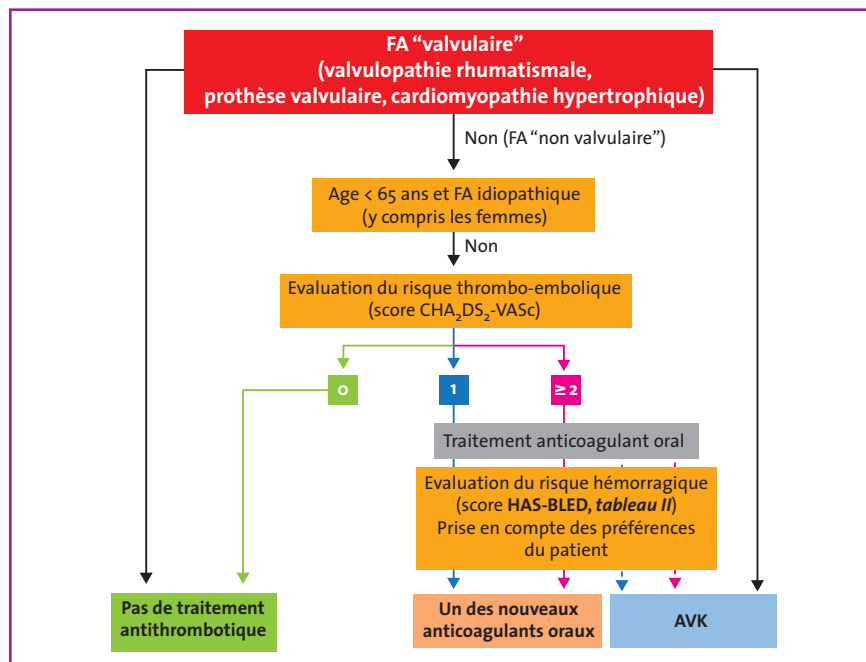 FA “valvulaire”
(valvulopathie rhumatismale,
prothèse valvulaire, cardiomyopathie hypertrophique)
Non (FA “non valvulaire”)
Age < 65 ans et FA idiopathique
(y compris les femmes)
Non
Evaluation du risque thrombo-embolique
(score CHA₂DS₂-VASc)
0
1
≥ 2
Traitement anticoagulant oral
Evaluation du risque hémorragique
(score HAS-BLED, tableau II)
Prise en compte des préférences
du patient
Pas de traitement
antithrombotique
Un des nouveaux
anticoagulants oraux
AVK